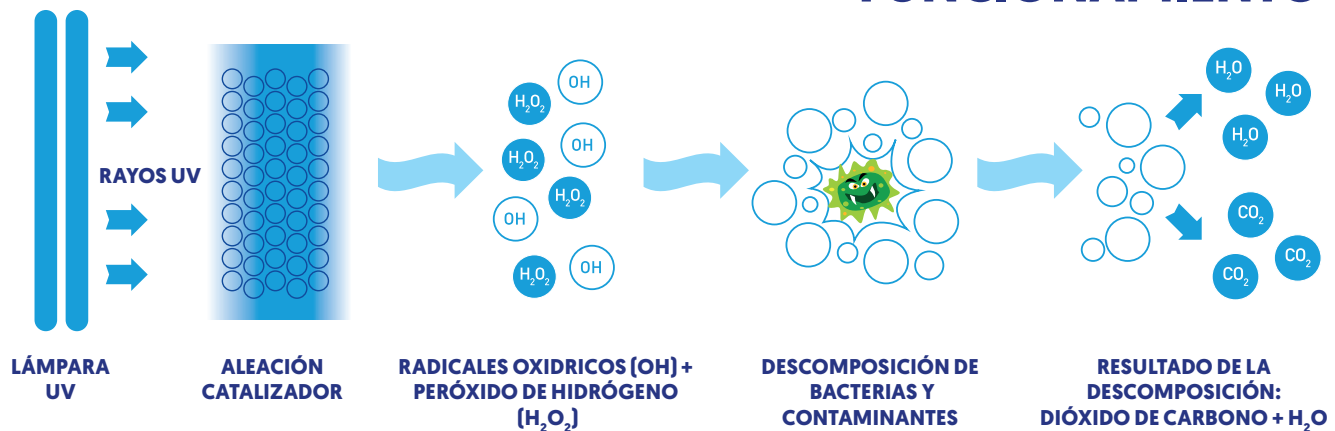 FUNCIONAMIENTO
RAYOS UV
OH
H₂O₂
OH
H₂O₂
H₂O₂
OH
OH
H₂O₂
H₂O
H₂O
H₂O
CO₂
CO₂
CO₂
LÁMPARA
UV
ALEACIÓN
CATALIZADOR
RADICALES OXIDRICOS (OH) +
PERÓXIDO DE HIDRÓGENO
(H₂O₂)
DESCOMPOSICIÓN DE
BACTERIAS Y
CONTAMINANTES
RESULTADO DE LA
DESCOMPOSICIÓN:
DIÓXIDO DE CARBONO + H₂O